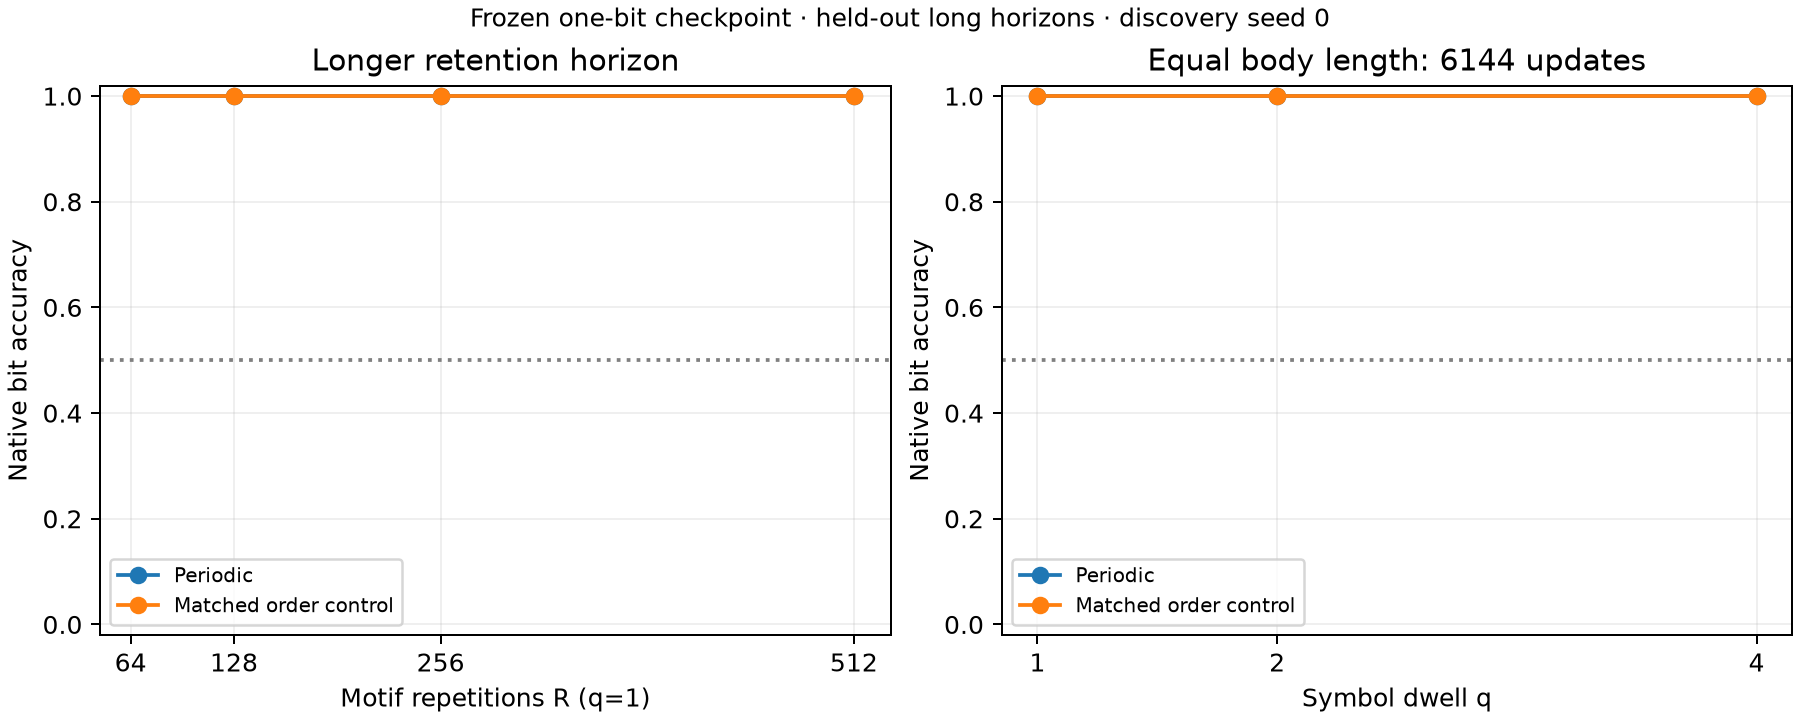 Frozen one-bit checkpoint · held-out long horizons · discovery seed 0
Longer retention horizon
Native bit accuracy
1.0
0.8
0.6
0.4
0.2
0.0
Periodic
Matched order control
64 128 256 512
Motif repetitions R (q=1)
Equal body length: 6144 updates
Native bit accuracy
1.0
0.8
0.6
0.4
0.2
0.0
Periodic
Matched order control
1 2 4
Symbol dwell q